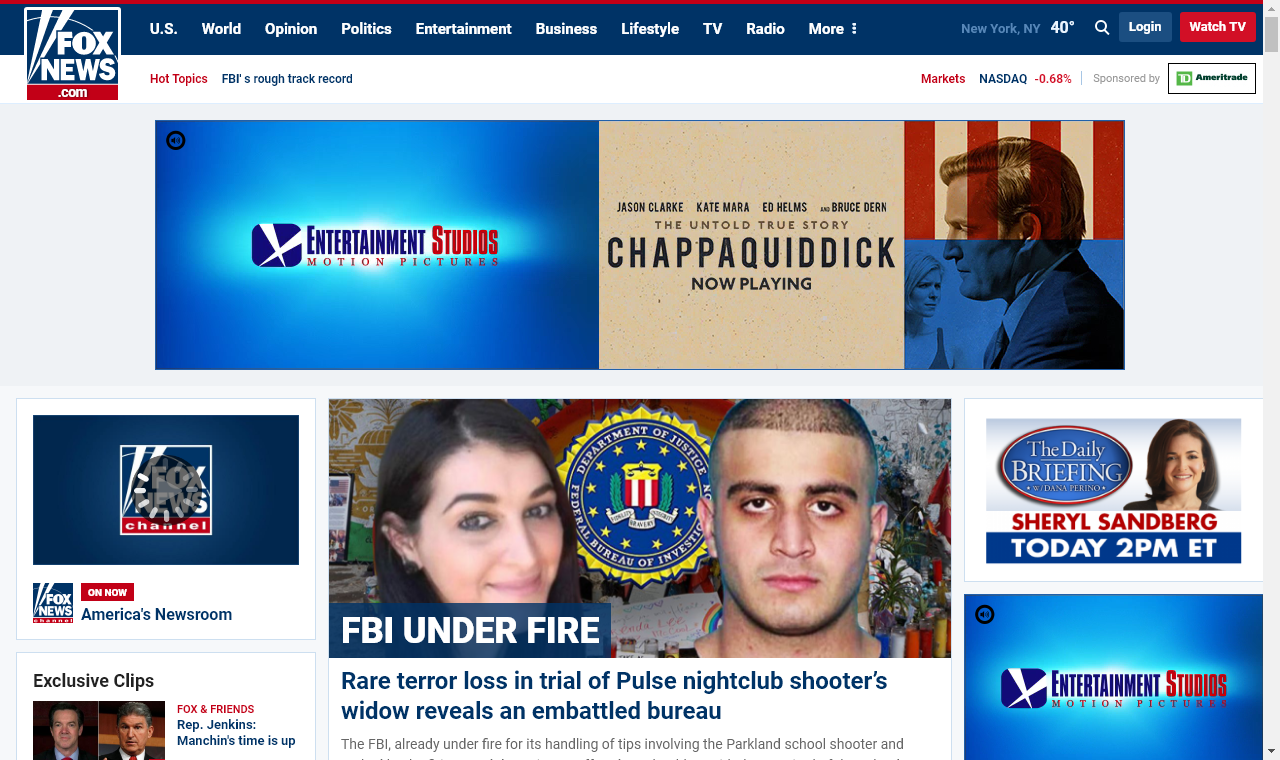 FOX
NEWS
.com
U.S. World Opinion Politics Entertainment Business Lifestyle TV Radio More
New York, NY 40° Login Watch TV
Hot Topics FBI' s rough track record
Markets NASDAQ -0.68% Sponsored by TD Ameritrade
ENTERTAINMENT STUDIOS
MOTION PICTURES
JASON CLARKE KATE MARA ED HELMS AND BRUCE DERN
THE UNTOLD TRUE STORY
CHAPPAQUIDDICK
NOW PLAYING
FOX
NEWS
channel
FOX
NEWS
channel
ON NOW
America's Newsroom
Exclusive Clips
FOX & FRIENDS
Rep. Jenkins:
Manchin's time is up
DEPARTMENT OF JUSTICE
FEDERAL BUREAU OF INVESTIGATION
FIDELITY BRAVERY INTEGRITY
FBI UNDER FIRE
Rare terror loss in trial of Pulse nightclub shooter’s
widow reveals an embattled bureau
The FBI, already under fire for its handling of tips involving the Parkland school shooter and
The Daily
BRIEFING
W/ DANA PERINO
SHERYL SANDBERG
TODAY 2PM ET
ENTERTAINMENT STUDIOS
MOTION PICTURES